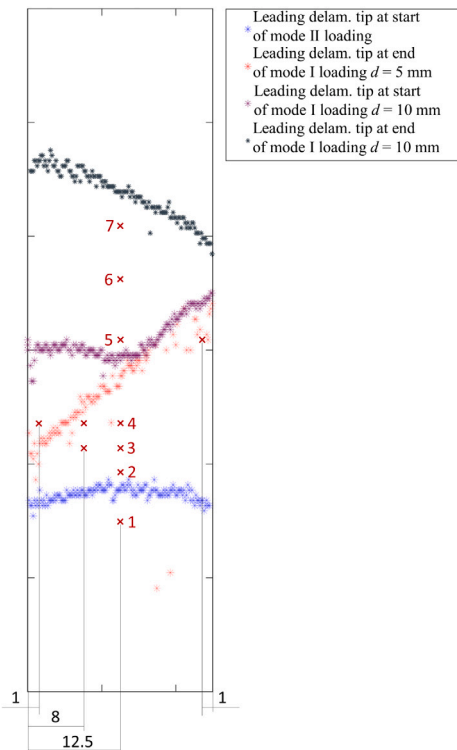 Leading delam. tip at start
of mode II loading
Leading delam. tip at end
of mode I loading d = 5 mm
Leading delam. tip at start
of mode I loading d = 10 mm
Leading delam. tip at end
of mode I loading d = 10 mm
7
6
5
4
3
2
1
1
1
8
12.5